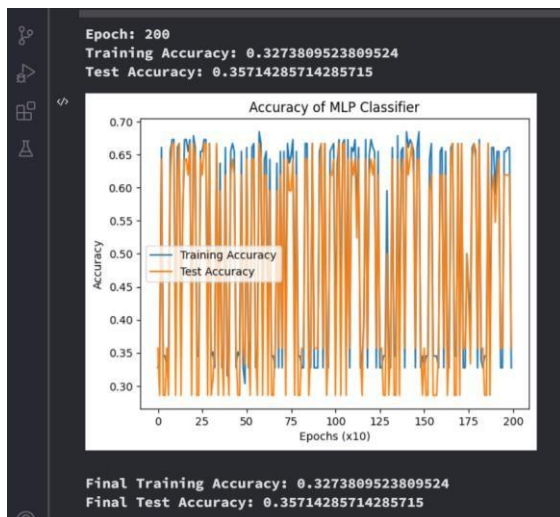 Epoch: 200
Training Accuracy: 0.3273809523809524
Test Accuracy: 0.35714285714285715
Accuracy of MLP Classifier
0.70
0.65
0.60
0.55
0.50
0.45
0.40
0.35
0.30
Accuracy
Training Accuracy
Test Accuracy
0 25 50 75 100 125 150 175 200
Epochs (x10)
Final Training Accuracy: 0.3273809523809524
Final Test Accuracy: 0.35714285714285715